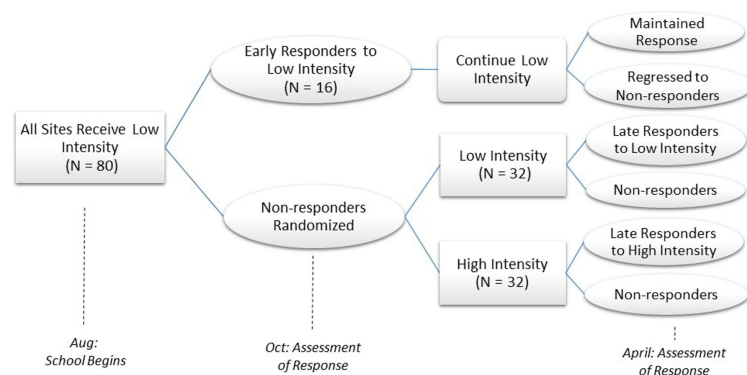 All Sites Receive Low
Intensity
(N = 80)
Early Responders to
Low Intensity
(N = 16)
Non-responders
Randomized
Continue Low
Intensity
Low Intensity
(N = 32)
High Intensity
(N = 32)
Maintained
Response
Regressed to
Non-responders
Late Responders
to Low Intensity
Non-responders
Late Responders
to High Intensity
Non-responders
Aug:
School Begins
Oct: Assessment
of Response
April: Assessment
of Response